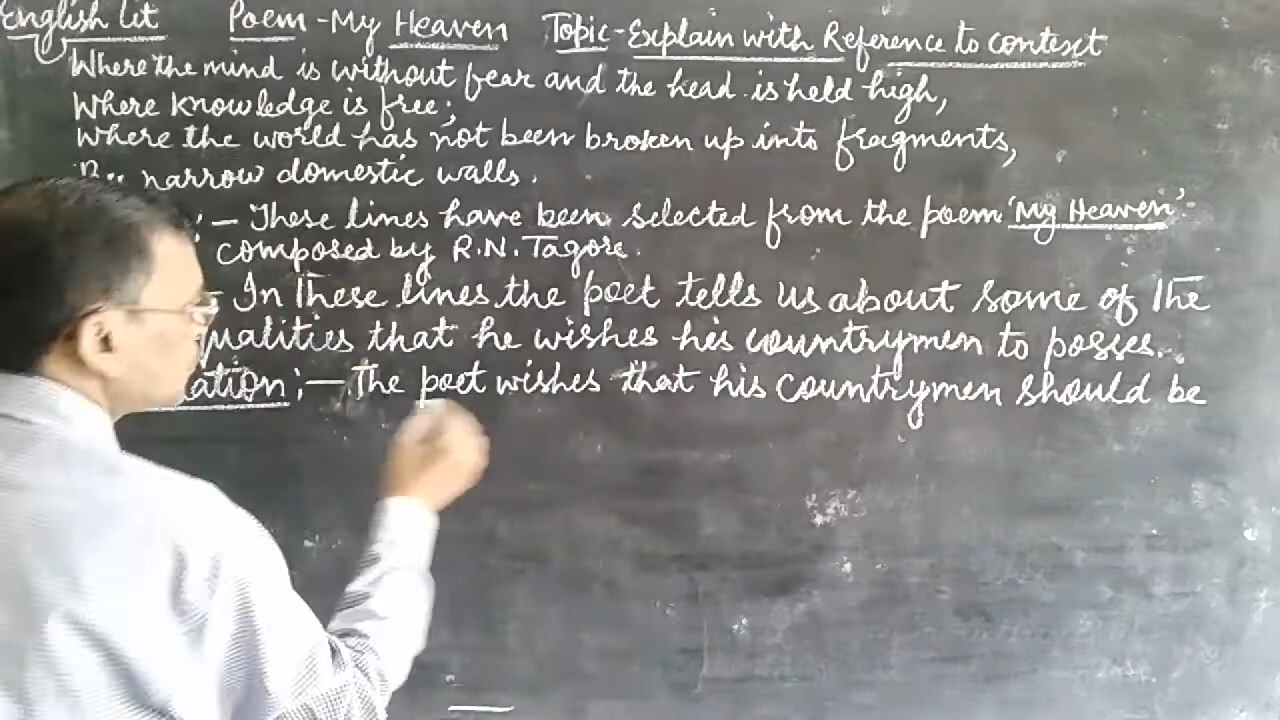 English Lit Poem - My Heaven Topic - Explain with Reference to context
Where the mind is without fear and the head is held high,
Where knowledge is free;
Where the world has not been broken up into fragments,
narrow domestic walls.
:- These lines have been selected from the poem 'My Heaven'
composed by R.N. Tagore.
- In these lines the poet tells us about some of the
qualities that he wishes his countrymen to posses.
ation:- The poet wishes that his countrymen should be